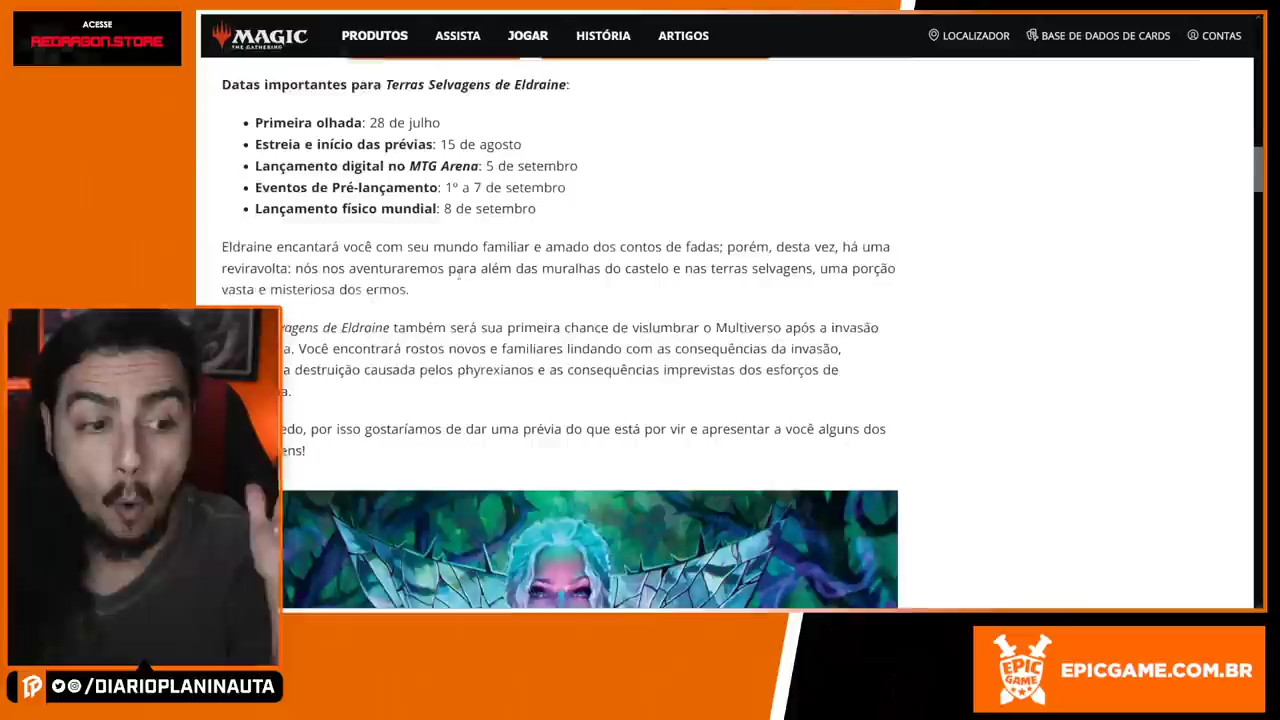 ACESSE
REDRAGON.STORE
MAGIC
THE GATHERING
PRODUTOS ASSISTA JOGAR HISTÓRIA ARTIGOS LOCALIZADOR BASE DE DADOS DE CARDS CONTAS
Datas importantes para Terras Selvagens de Eldraine:
• Primeira olhada: 28 de julho
• Estreia e início das prévias: 15 de agosto
• Lançamento digital no MTG Arena: 5 de setembro
• Eventos de Pré-lançamento: 1º a 7 de setembro
• Lançamento físico mundial: 8 de setembro
Eldraine encantará você com seu mundo familiar e amado dos contos de fadas; porém, desta vez, há uma
reviravolta: nós nos aventuraremos para além das muralhas do castelo e nas terras selvagens, uma porção
vasta e misteriosa dos ermos.
vagens de Eldraine também será sua primeira chance de vislumbrar o Multiverso após a invasão
a. Você encontrará rostos novos e familiares lindando com as consequências da invasão,
a destruição causada pelos phyrexianos e as consequências imprevistas dos esforços de
a.
edo, por isso gostaríamos de dar uma prévia do que está por vir e apresentar a você alguns dos
ens!
/DIARIOPLANINAUTA
EPIC
GAME
EPICGAME.COM.BR